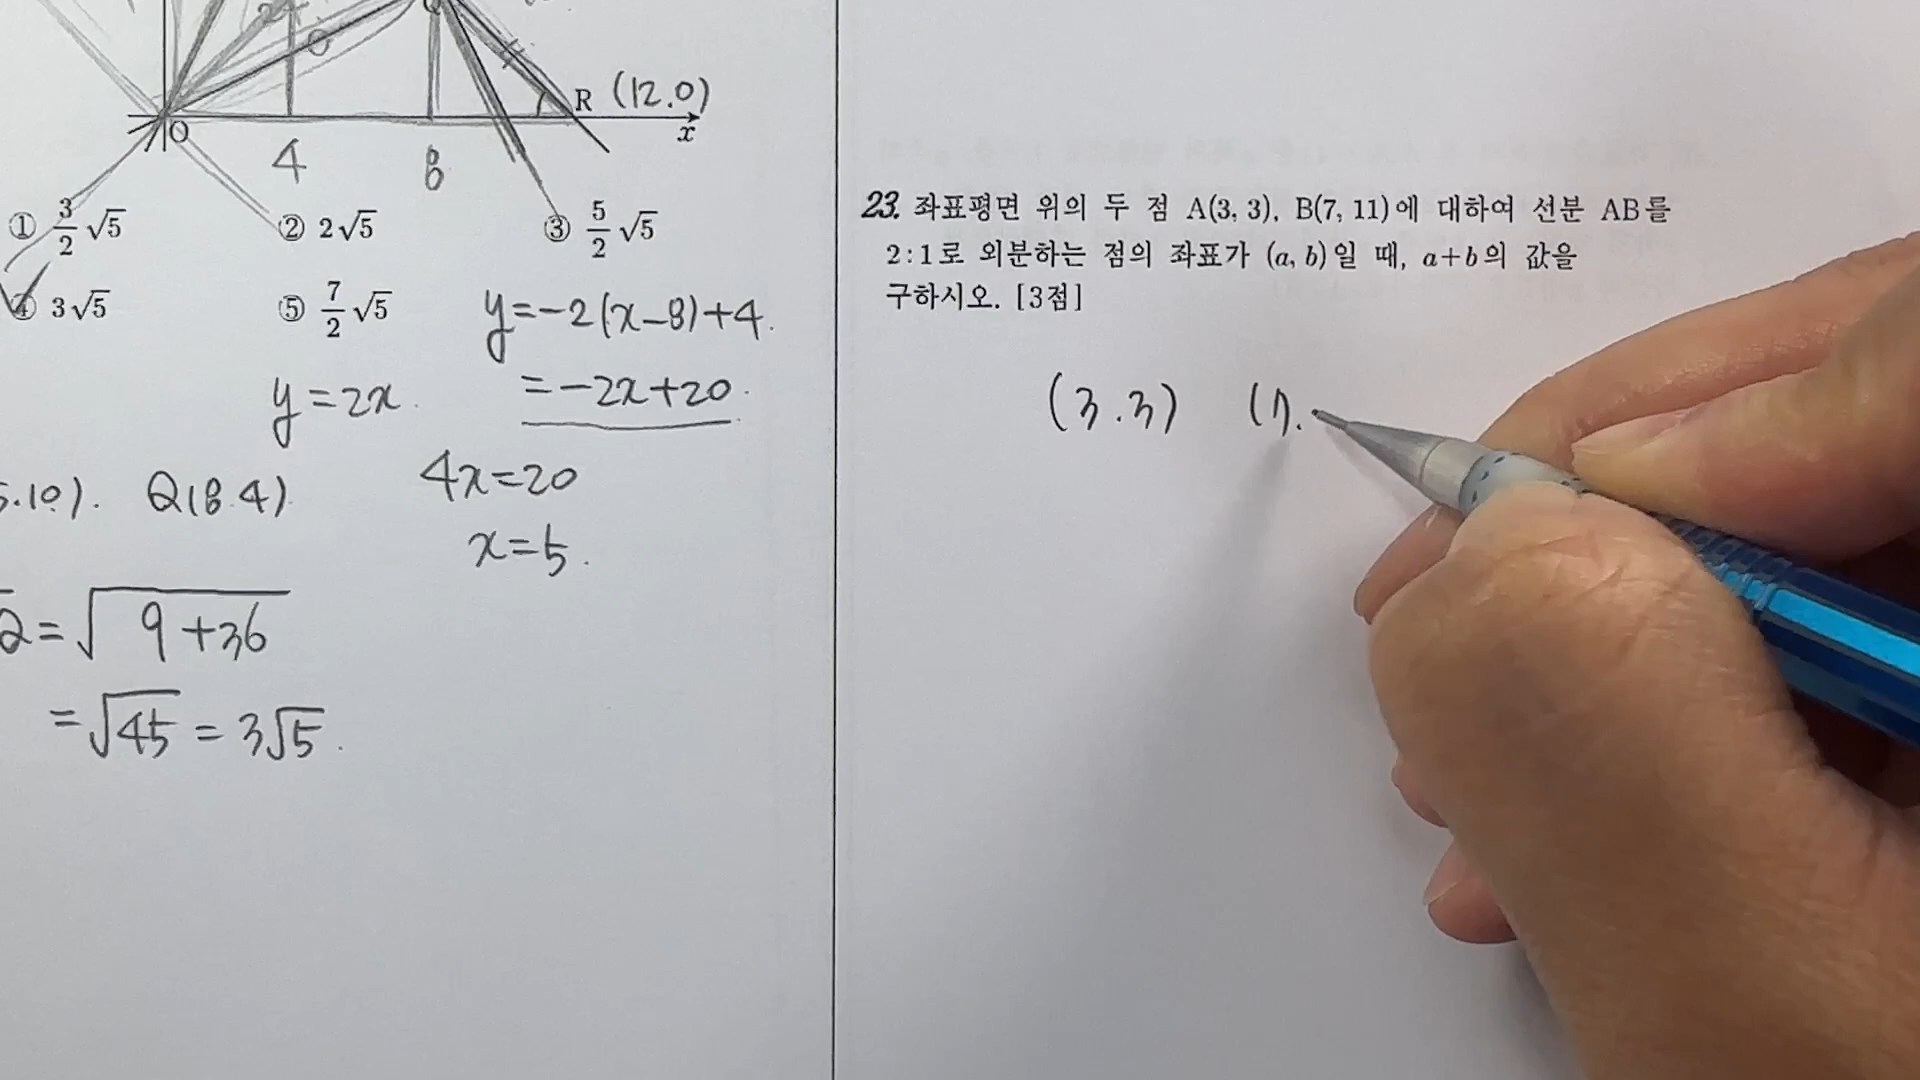 R (12.0)
O
x
4
8
① 3/2 √5
② 2√5
③ 5/2 √5
④ 3√5
⑤ 7/2 √5
y=-2(x-8)+4.
=-2x+20.
y=2x.
4x=20
x=5.
.10). Q(8.4).
Q=√9+36
=√45=3√5.
23. 좌표평면 위의 두 점 A(3, 3), B(7, 11)에 대하여 선분 AB를
2:1로 외분하는 점의 좌표가 (a, b)일 때, a+b의 값을
구하시오. [3점]
(3.3) (7.